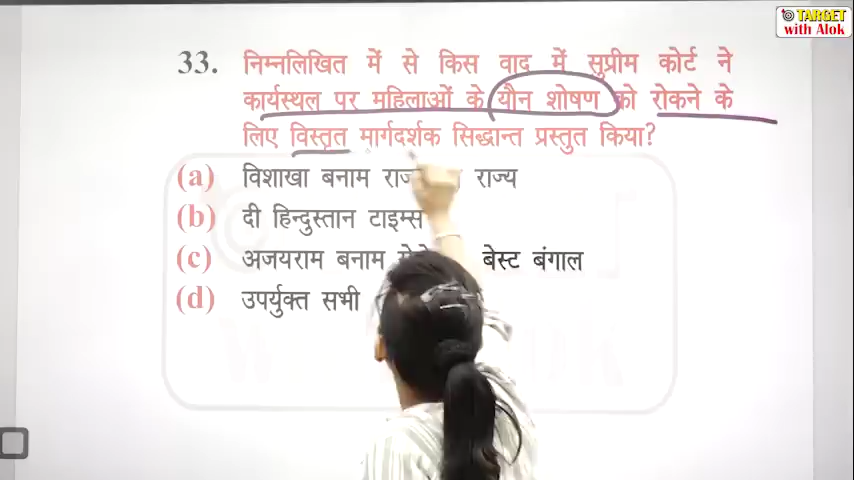 TARGET
with Alok
33. निम्नलिखित में से किस वाद में सुप्रीम कोर्ट ने
कार्यस्थल पर महिलाओं के यौन शोषण को रोकने के
लिए विस्तृत मार्गदर्शक सिद्धान्त प्रस्तुत किया?
(a) विशाखा बनाम राज्य
(b) दी हिन्दुस्तान टाइम्स
(c) अजयराम बनाम बेस्ट बंगाल
(d) उपर्युक्त सभी